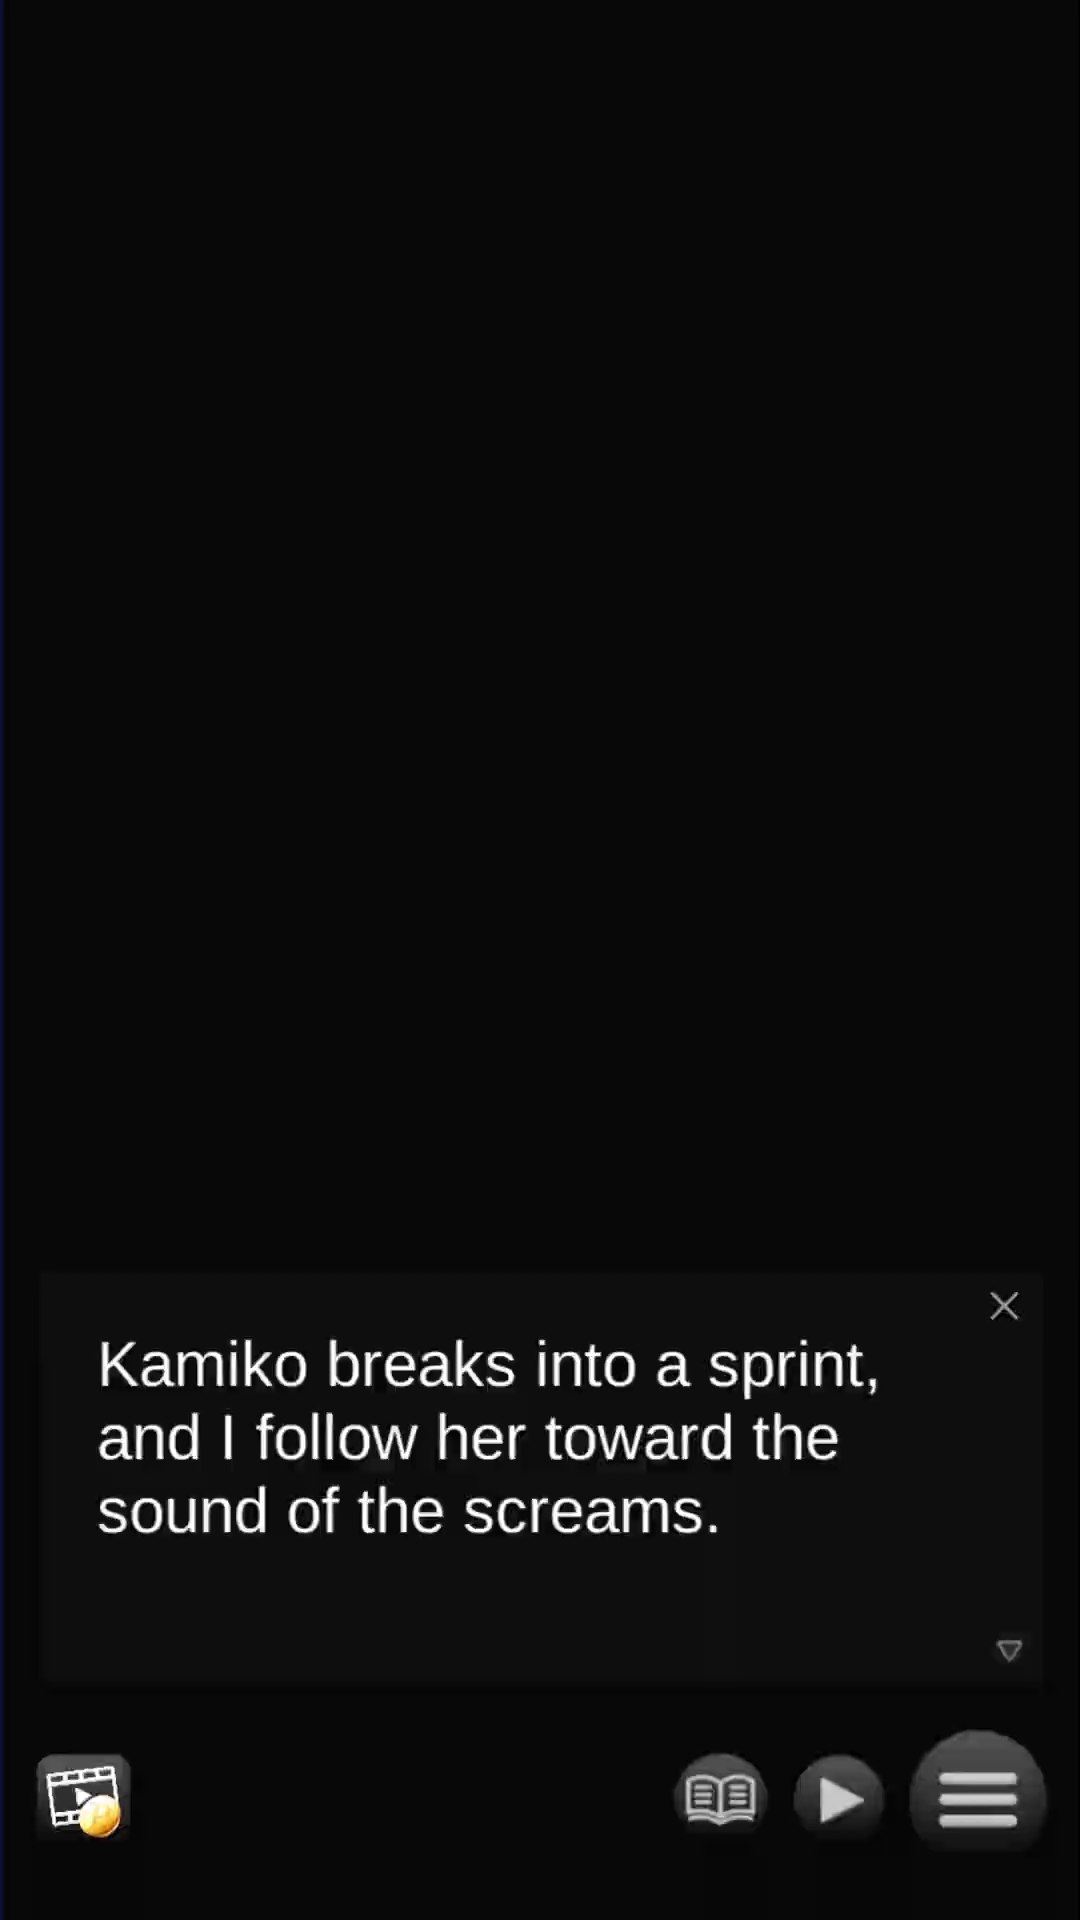 Kamiko breaks into a sprint,
and I follow her toward the
sound of the screams.